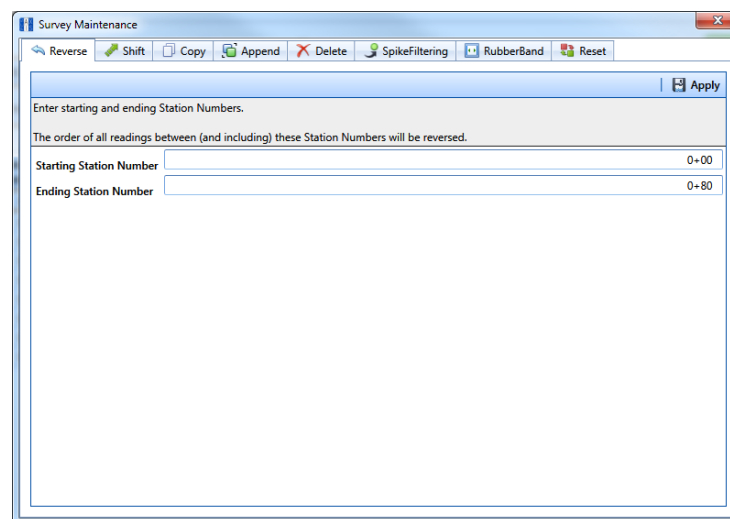 Survey Maintenance
Reverse Shift Copy Append Delete SpikeFiltering RubberBand Reset
Apply
Enter starting and ending Station Numbers.
The order of all readings between (and including) these Station Numbers will be reversed.
Starting Station Number 0+00
Ending Station Number 0+80